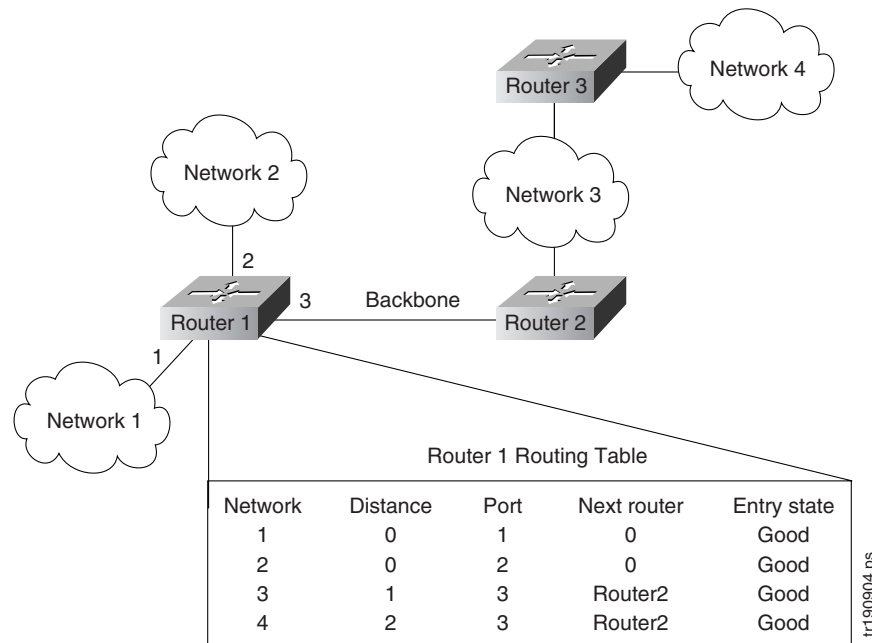 Router 3
Network 4
Network 2
Network 3
2
3
Backbone
Router 1
Router 2
1
Network 1
Router 1 Routing Table
Network Distance Port Next router Entry state
1 0 1 0 Good
2 0 2 0 Good
3 1 3 Router2 Good
4 2 3 Router2 Good
tr190904.ps